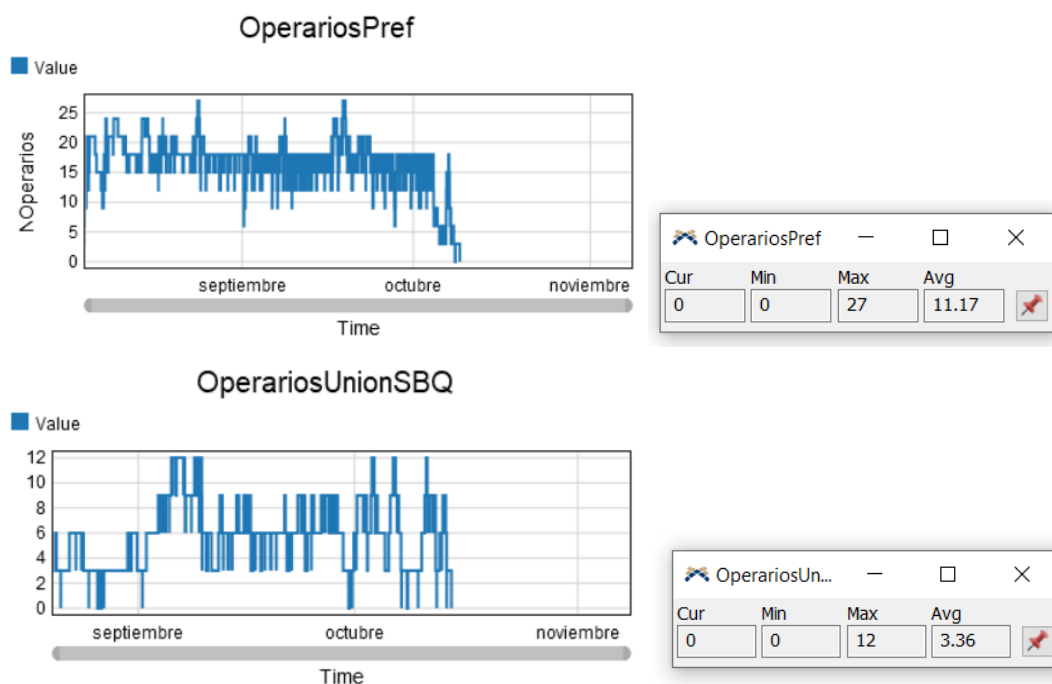 OperariosPref
Value
NOperarios
25
20
15
10
5
0
septiembre octubre noviembre
Time
OperariosPref
Cur Min Max Avg
0 0 27 11.17
OperariosUnionSBQ
Value
12
10
8
6
4
2
0
septiembre octubre noviembre
Time
OperariosUn...
Cur Min Max Avg
0 0 12 3.36